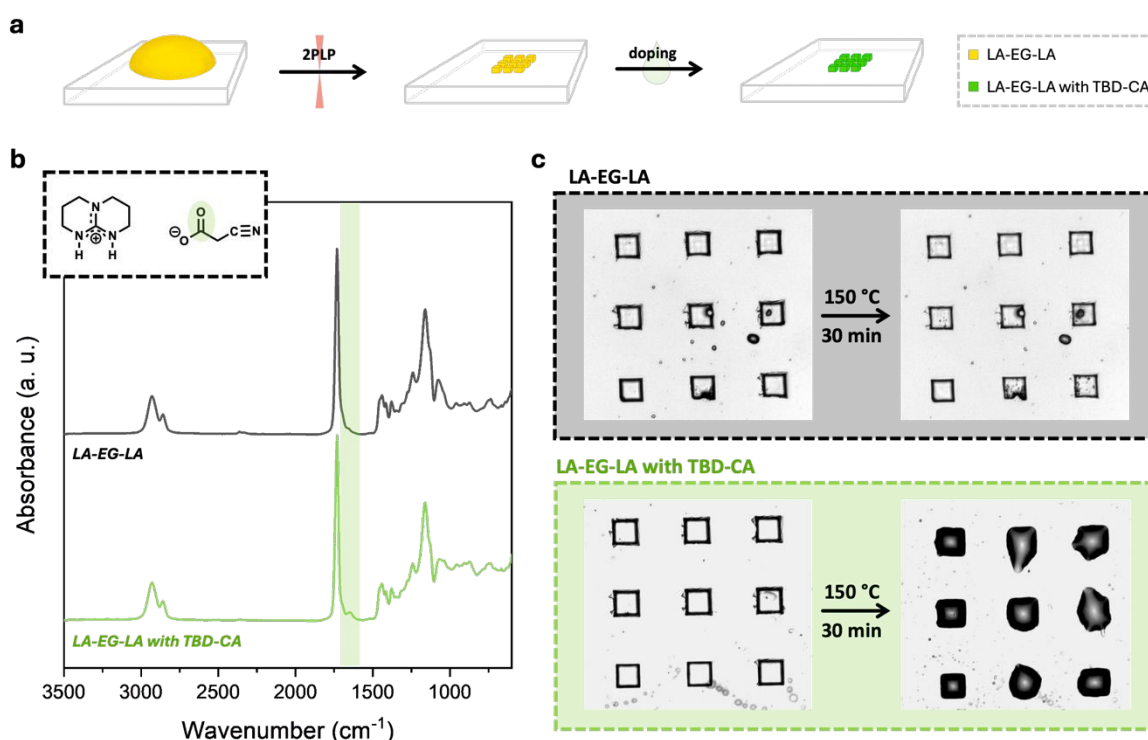 a
2PLP
doping
LA-EG-LA
LA-EG-LA with TBD-CA
b
N
N
N
H
⊕
H
O
⊖
O
C≡N
Absorbance (a. u.)
LA-EG-LA
LA-EG-LA with TBD-CA
3500 3000 2500 2000 1500 1000
Wavenumber (cm⁻¹)
c
LA-EG-LA
150 °C
30 min
LA-EG-LA with TBD-CA
150 °C
30 min